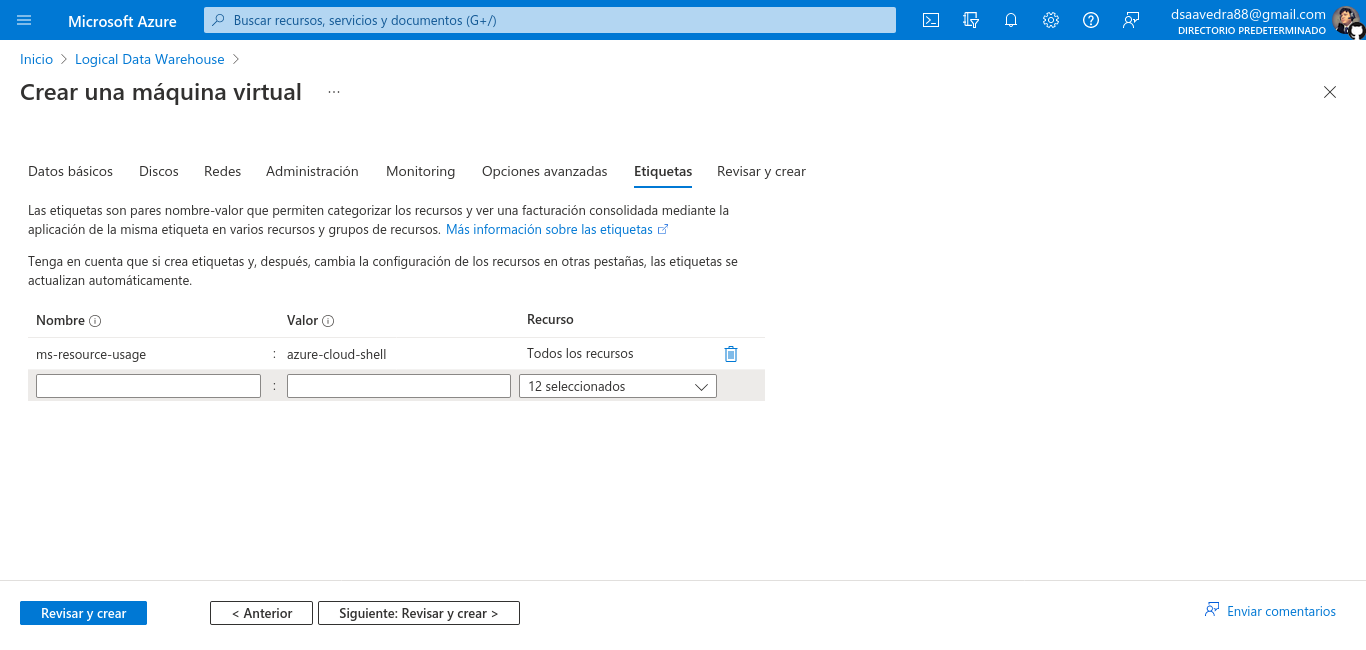 Microsoft Azure
Buscar recursos, servicios y documentos (G+/)
dsaavedra88@gmail.com
DIRECTORIO PREDETERMINADO
Inicio > Logical Data Warehouse >
Crear una máquina virtual ...
Datos básicos Discos Redes Administración Monitoring Opciones avanzadas Etiquetas Revisar y crear
Las etiquetas son pares nombre-valor que permiten categorizar los recursos y ver una facturación consolidada mediante la
aplicación de la misma etiqueta en varios recursos y grupos de recursos. Más información sobre las etiquetas
Tenga en cuenta que si crea etiquetas y, después, cambia la configuración de los recursos en otras pestañas, las etiquetas se
actualizan automáticamente.
Nombre Valor Recurso
ms-resource-usage : azure-cloud-shell Todos los recursos
: 12 seleccionados
Revisar y crear < Anterior Siguiente: Revisar y crear > Enviar comentarios